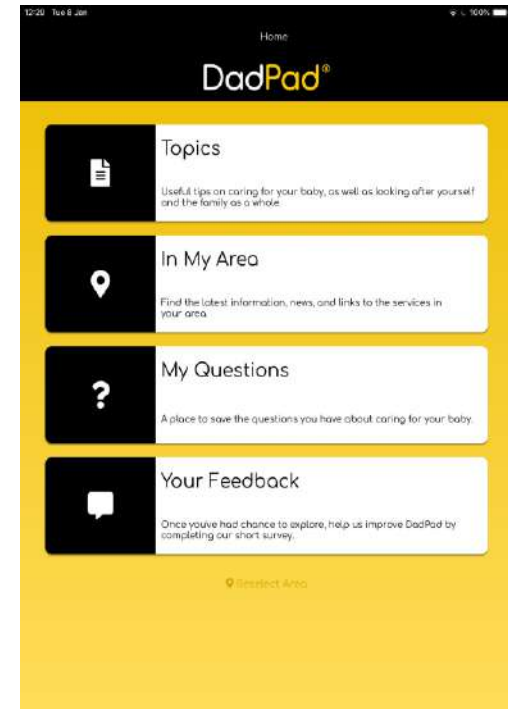 12:20 Tue 8 Jan
100%
Home
DadPad®
Topics
Useful tips on caring for your baby, as well as looking after yourself
and the family as a whole.
In My Area
Find the latest information, news, and links to the services in
your area.
My Questions
A place to save the questions you have about caring for your baby.
Your Feedback
Once youve had chance to explore, help us improve DadPad by
completing our short survey.
Reselect Area